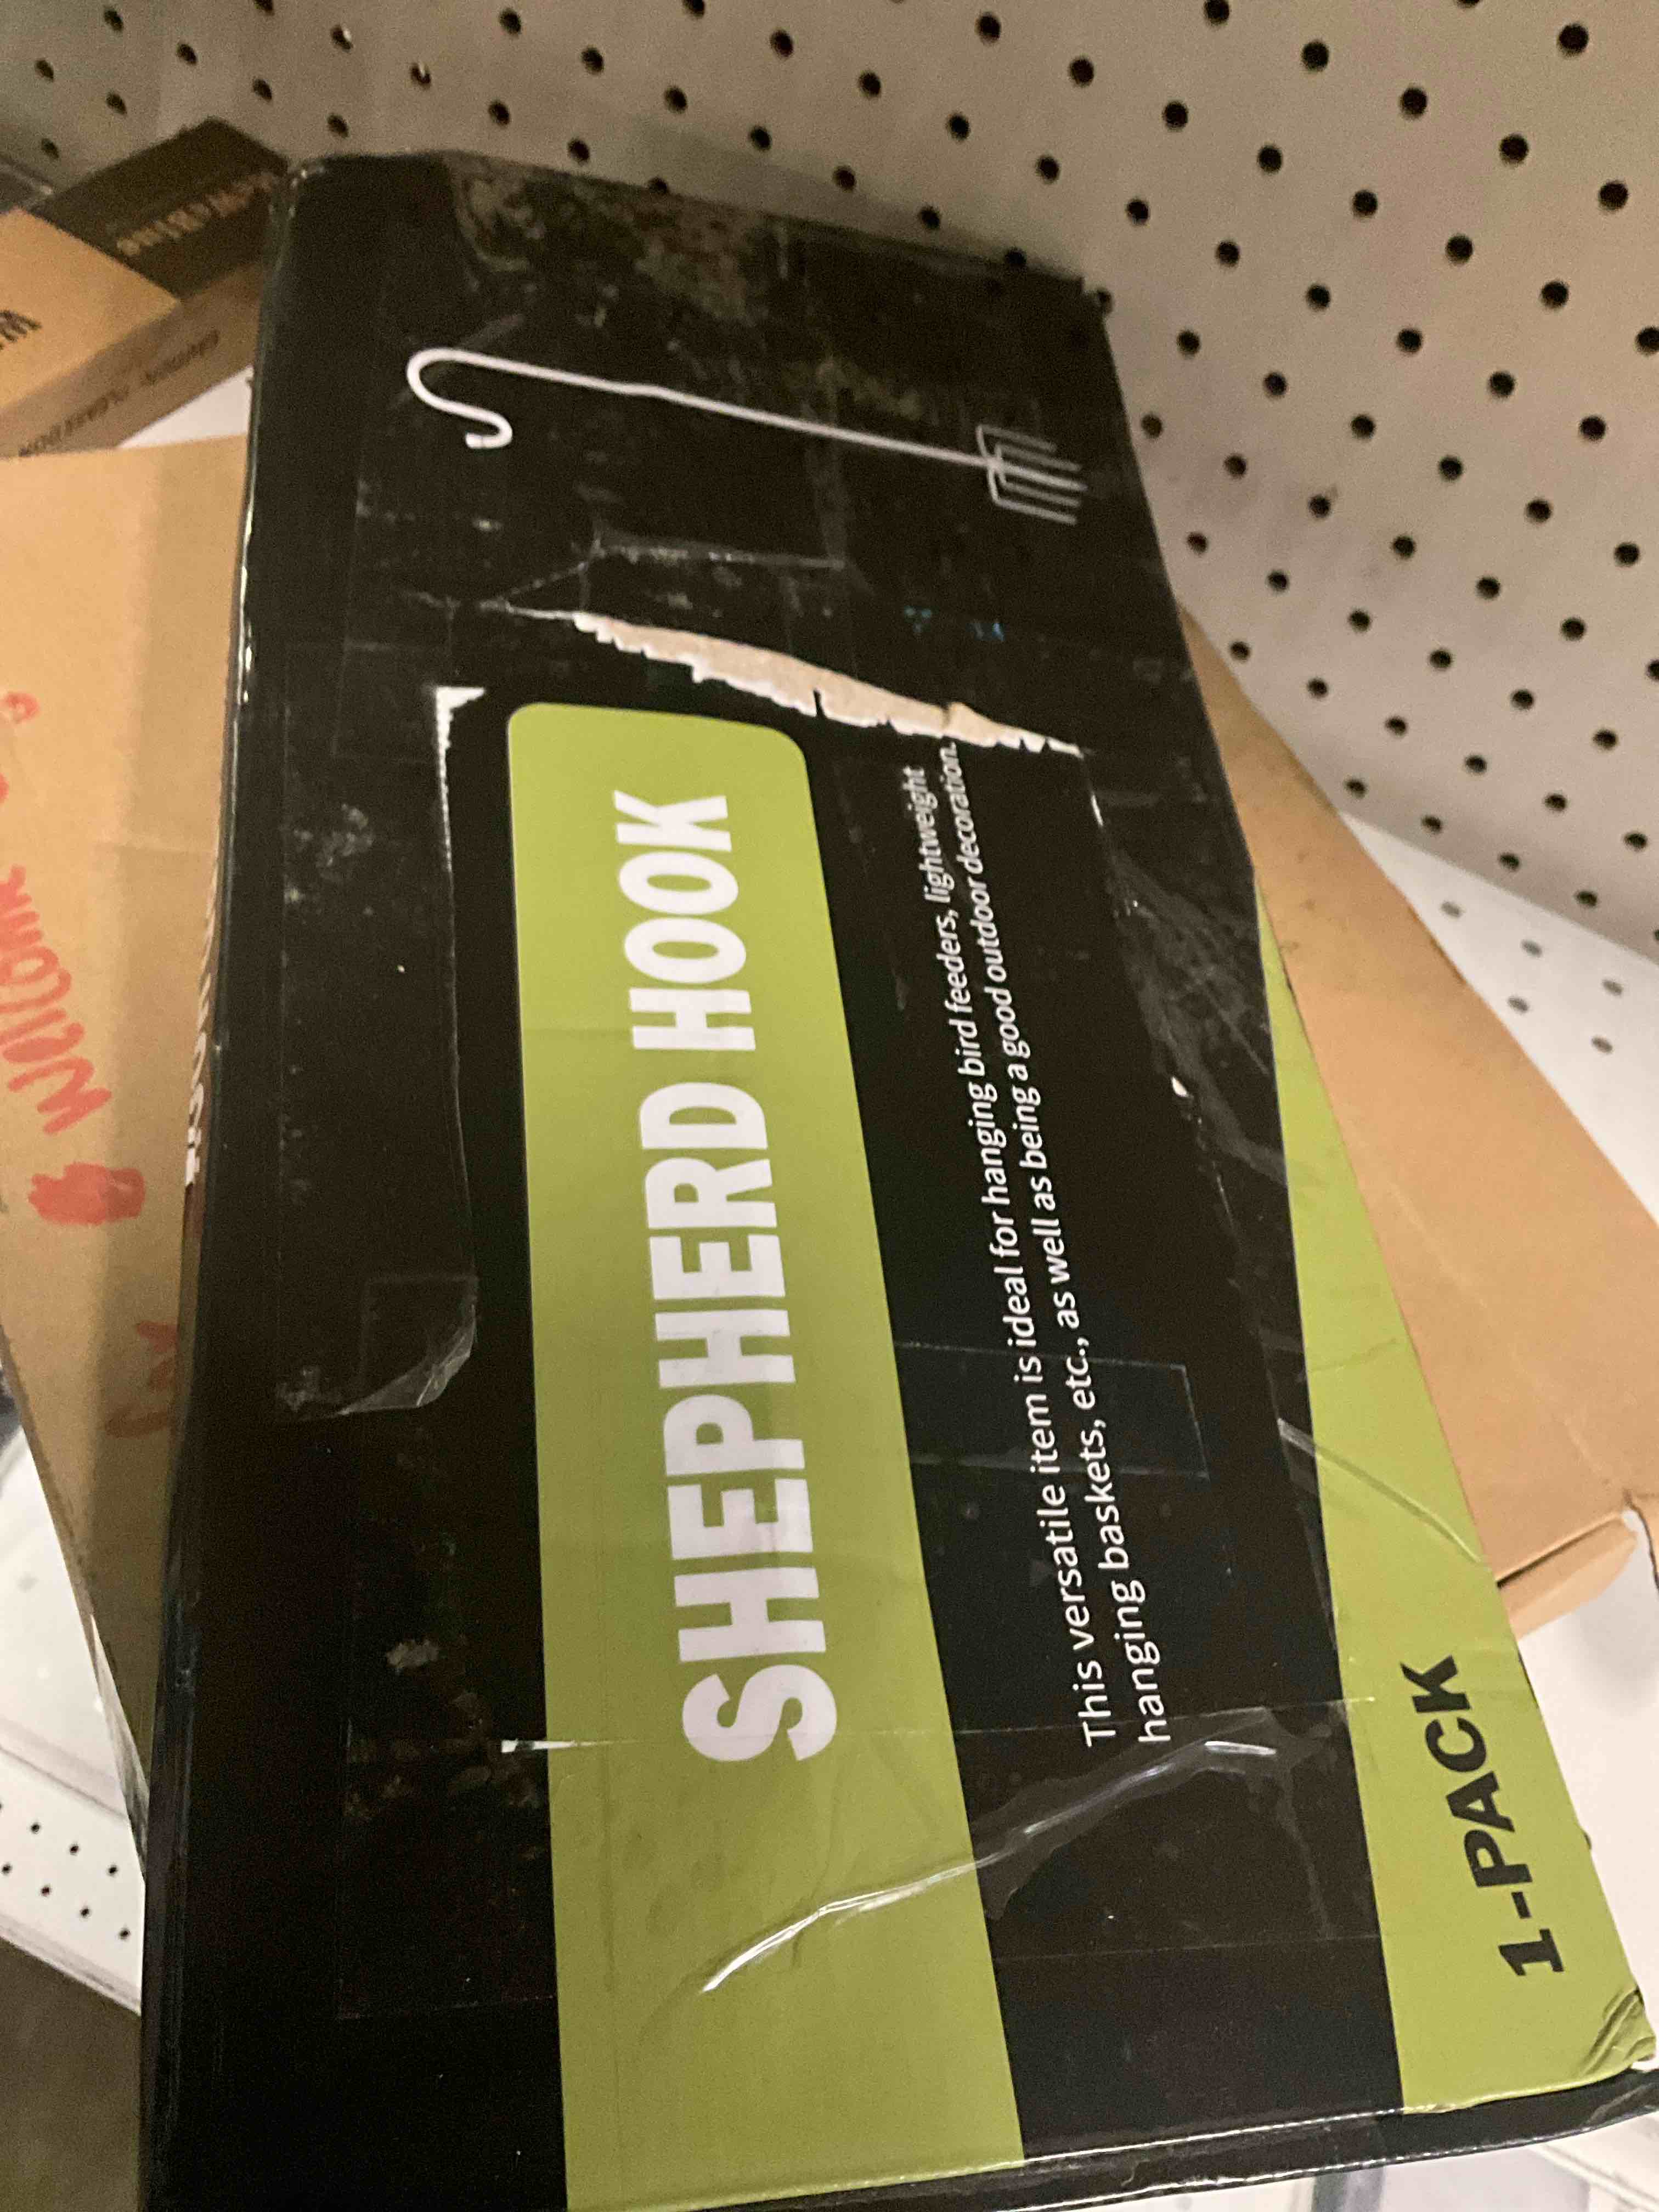 SHEPHERD HOOK
This versatile item is ideal for hanging bird feeders, lightweight
hanging baskets, etc., as well as being a good outdoor decoration.
1-PACK